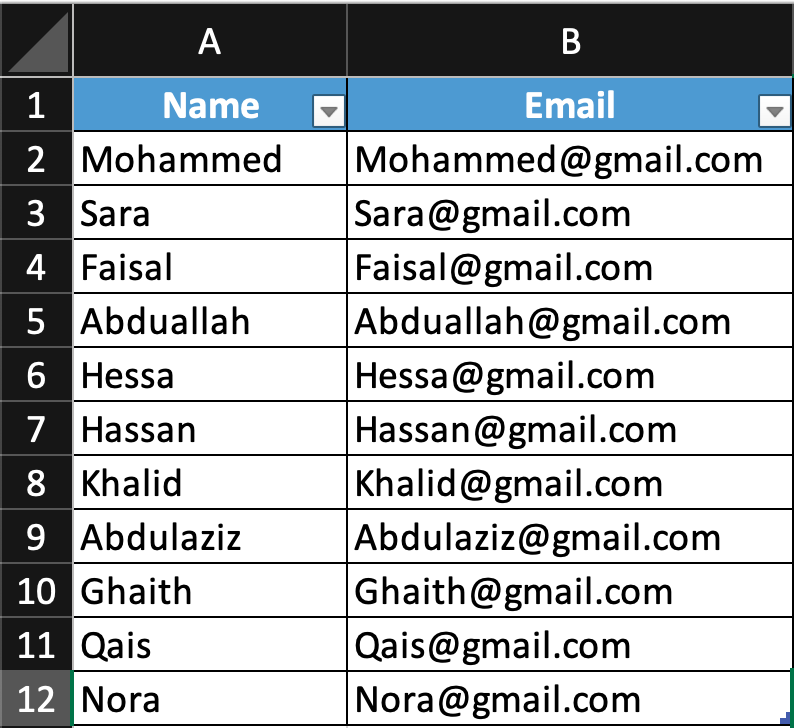 A B
1 Name Email
2 Mohammed Mohammed@gmail.com
3 Sara Sara@gmail.com
4 Faisal Faisal@gmail.com
5 Abduallah Abduallah@gmail.com
6 Hessa Hessa@gmail.com
7 Hassan Hassan@gmail.com
8 Khalid Khalid@gmail.com
9 Abdulaziz Abdulaziz@gmail.com
10 Ghaith Ghaith@gmail.com
11 Qais Qais@gmail.com
12 Nora Nora@gmail.com